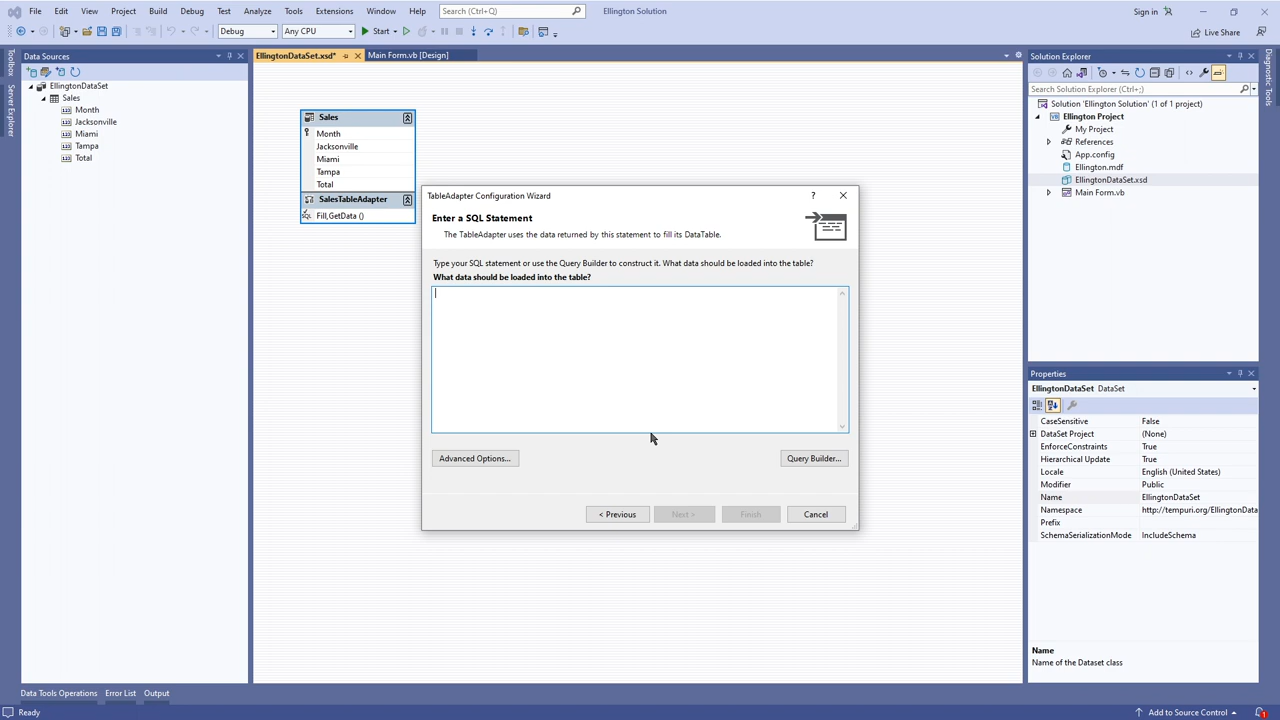 File Edit View Project Build Debug Test Analyze Tools Extensions Window Help Search (Ctrl+Q) Ellington Solution Sign in
Debug Any CPU Start Live Share
Toolbox
Server Explorer
Data Sources
EllingtonDataSet
Sales
Month
Jacksonville
Miami
Tampa
Total
EllingtonDataSet.xsd* Main Form.vb [Design]
Sales
Month
Jacksonville
Miami
Tampa
Total
SalesTableAdapter
SQL Fill,GetData ()
TableAdapter Configuration Wizard ?
Enter a SQL Statement
The TableAdapter uses the data returned by this statement to fill its DataTable.
Type your SQL statement or use the Query Builder to construct it. What data should be loaded into the table?
What data should be loaded into the table?
Advanced Options... Query Builder...
< Previous Next > Finish Cancel
Solution Explorer
Search Solution Explorer (Ctrl+;)
Solution 'Ellington Solution' (1 of 1 project)
Ellington Project
My Project
References
App.config
Ellington.mdf
EllingtonDataSet.xsd
Main Form.vb
Diagnostic Tools
Properties
EllingtonDataSet DataSet
CaseSensitive False
DataSet Project (None)
EnforceConstraints True
Hierarchical Update True
Locale English (United States)
Modifier Public
Name EllingtonDataSet
Namespace http://tempuri.org/EllingtonData
Prefix
SchemaSerializationMode IncludeSchema
Name
Name of the Dataset class
Data Tools Operations Error List Output
Ready Add to Source Control 1